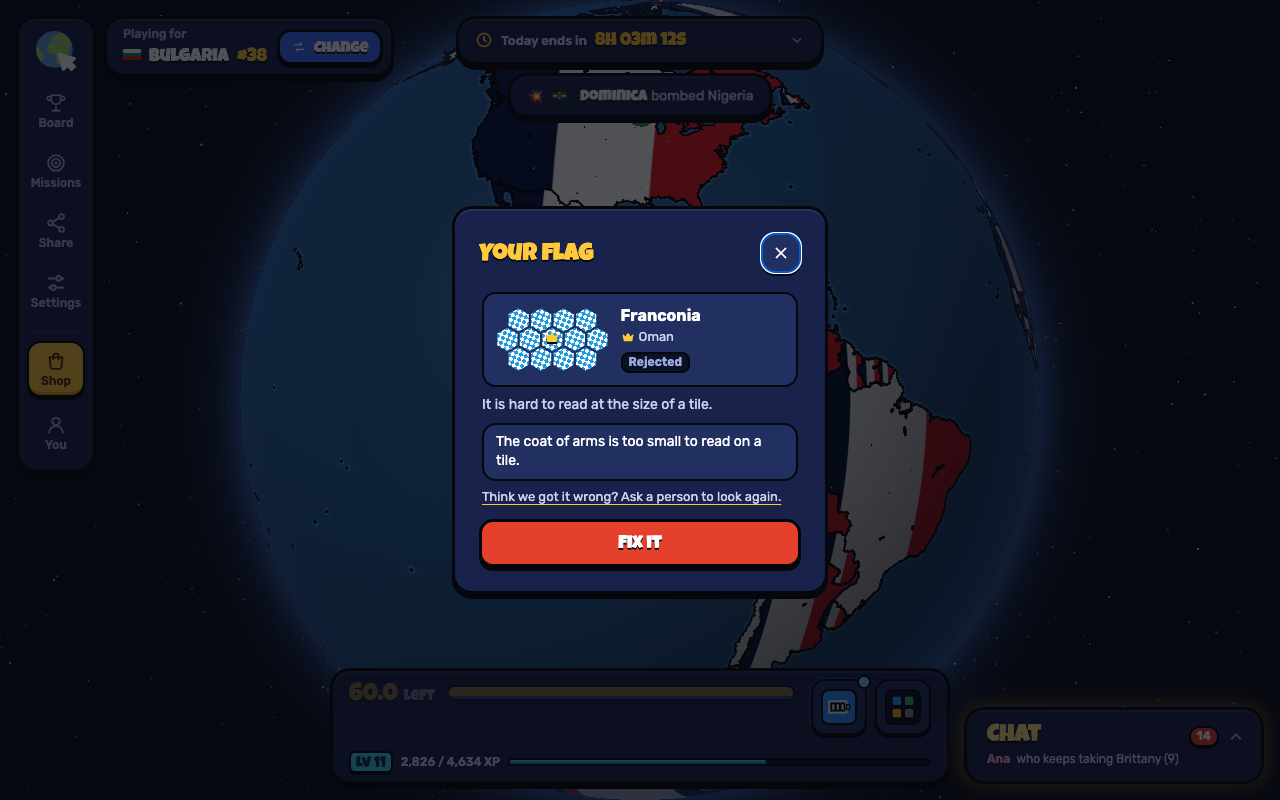 Playing for
BULGARIA #38
CHANGE
Today ends in 8H 03M 12S
DOMINICA bombed Nigeria
Board
Missions
Share
Settings
Shop
You
YOUR FLAG
Franconia
Oman
Rejected
It is hard to read at the size of a tile.
The coat of arms is too small to read on a
tile.
Think we got it wrong? Ask a person to look again.
FIX IT
60.0 LEFT
LV 11 2,826 / 4,634 XP
CHAT
14
Ana who keeps taking Brittany (9)